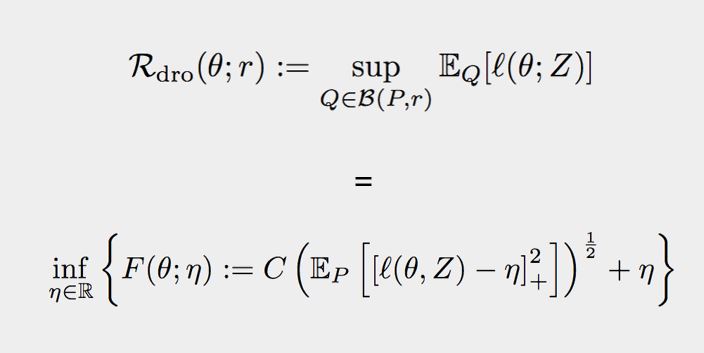 ℛ_dro(θ; r) := sup_{Q∈ℬ(P,r)} 𝔼_Q[ℓ(θ; Z)]
=
inf_{η∈ℝ} { F(θ; η) := C ( 𝔼_P [ [ℓ(θ, Z) − η]_+^2 ] )^{1/2} + η }